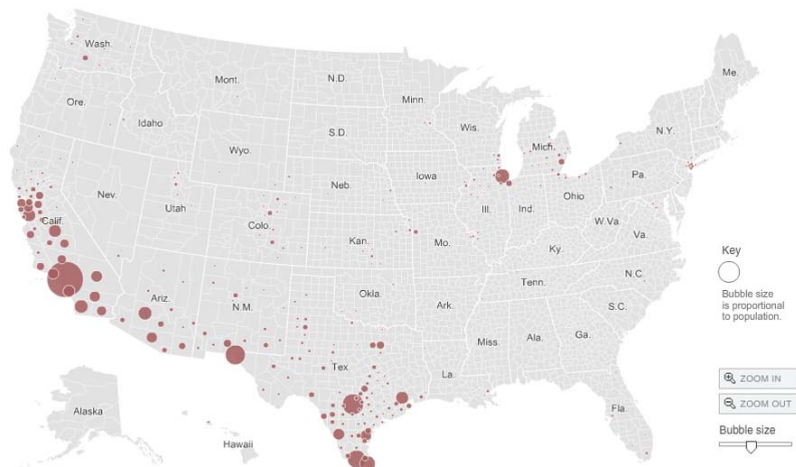 Wash.
Mont.
N.D.
Minn.
Me.
Ore.
Idaho
S.D.
Wis.
Mich.
N.Y.
Wyo.
Nev.
Utah
Neb.
Iowa
Ill.
Ind.
Ohio
Pa.
Calif.
Colo.
Kan.
Mo.
W.Va.
Va.
Ky.
Ariz.
N.M.
Okla.
Ark.
Tenn.
N.C.
S.C.
Tex
La.
Miss.
Ala.
Ga.
Fla.
Alaska
Hawaii
Key
Bubble size
is proportional
to population.
ZOOM IN
ZOOM OUT
Bubble size